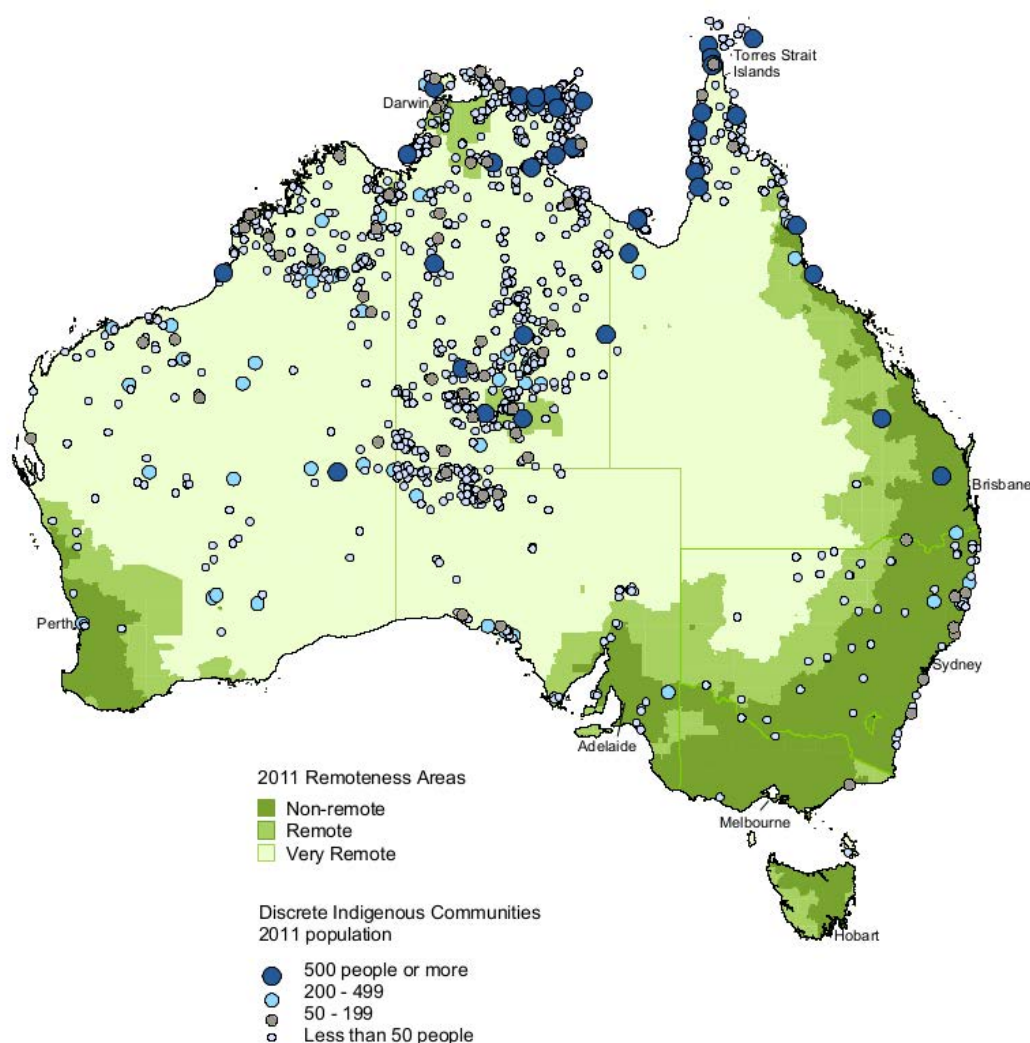 Torres Strait
Islands
Darwin
Brisbane
Perth
Sydney
Adelaide
Melbourne
Hobart
2011 Remoteness Areas
Non-remote
Remote
Very Remote
Discrete Indigenous Communities
2011 population
500 people or more
200 - 499
50 - 199
Less than 50 people